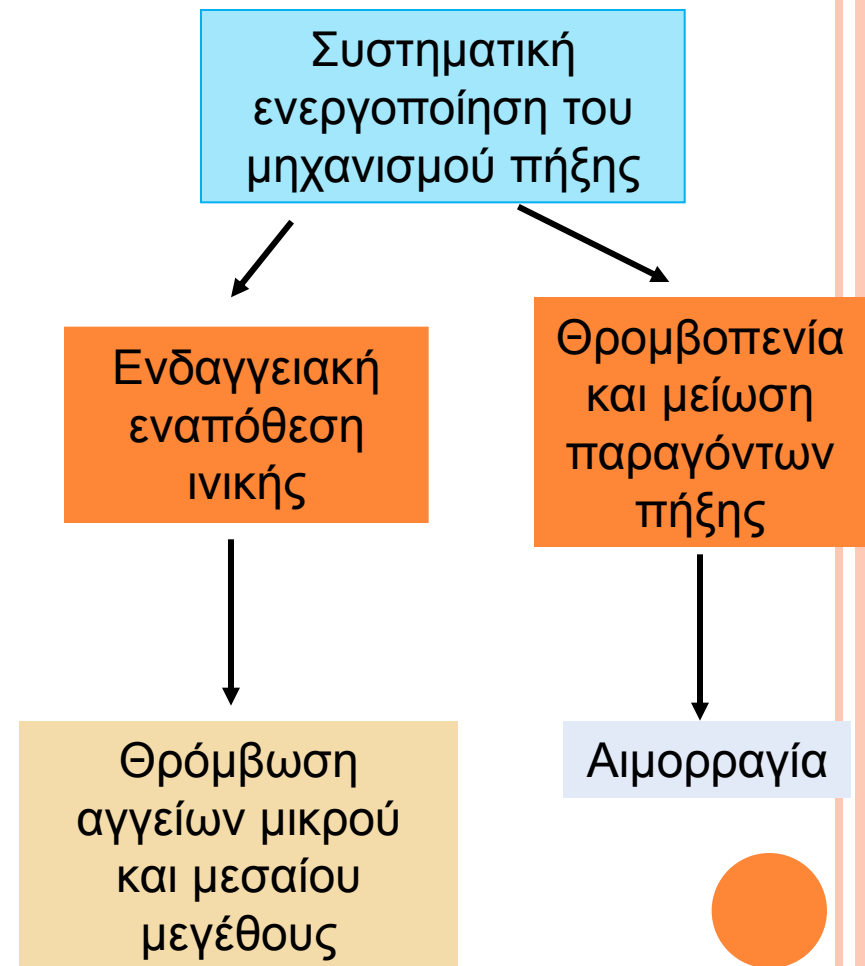 Συστηματική
ενεργοποίηση του
μηχανισμού πήξης
Ενδαγγειακή
εναπόθεση
ινικής
Θρομβοπενία
και μείωση
παραγόντων
πήξης
Θρόμβωση
αγγείων μικρού
και μεσαίου
μεγέθους
Αιμορραγία